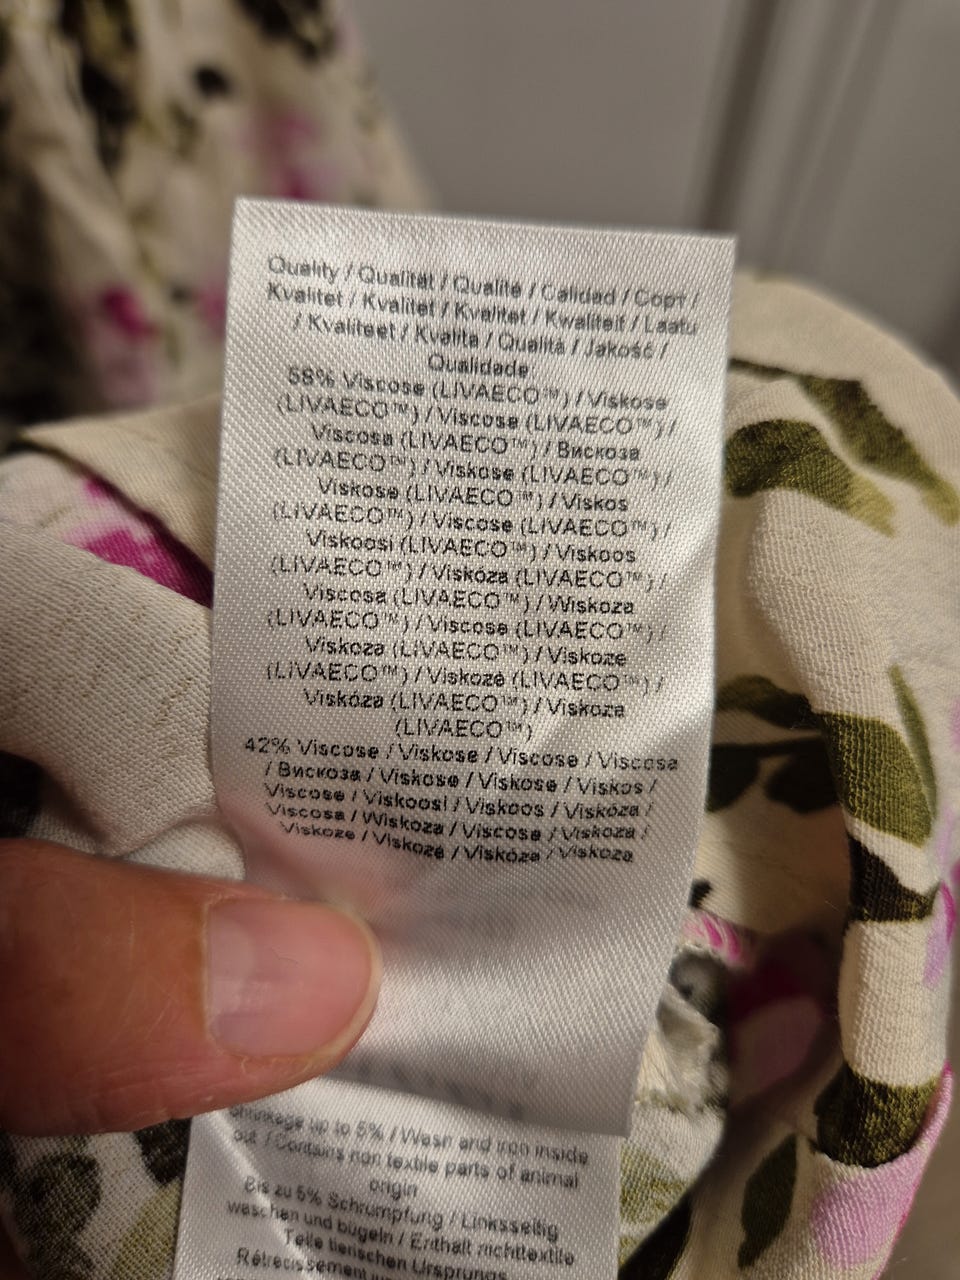 Quality / Qualität / Qualité / Calidad / Сорт /
Kvalitet / Kvalitet / Kvalitet / Kwaliteit / Laatu
/ Kvaliteet / Kvalita / Qualità / Jakość /
Qualidade:
58% Viscose (LIVAECO™) / Viskose
(LIVAECO™) / Viscose (LIVAECO™) /
Viscosa (LIVAECO™) / Вискоза
(LIVAECO™) / Viskose (LIVAECO™) /
Viskose (LIVAECO™) / Viskos
(LIVAECO™) / Viscose (LIVAECO™) /
Viskoosi (LIVAECO™) / Viskoos
(LIVAECO™) / Viskóza (LIVAECO™) /
Viscosa (LIVAECO™) / Wiskoza
(LIVAECO™) / Viscose (LIVAECO™) /
Viskoza (LIVAECO™) / Viskoze
(LIVAECO™) / Viskozė (LIVAECO™) /
Viskóza (LIVAECO™) / Viskoza
(LIVAECO™)
42% Viscose / Viskose / Viscose / Viscosa
/ Вискоза / Viskose / Viskose / Viskos /
Viscose / Viskoosi / Viskoos / Viskóza /
Viscosa / Wiskoza / Viscose / Viskoza /
Viskoze / Viskozė / Viskóza / Viskoza
Shrinkage up to 5% / Wash and iron inside
out / Contains non textile parts of animal
origin
Bis zu 5% Schrumpfung / Linksseitig
waschen und bügeln / Enthält nichttextile
Teile tierischen Ursprungs
Rétrécissement